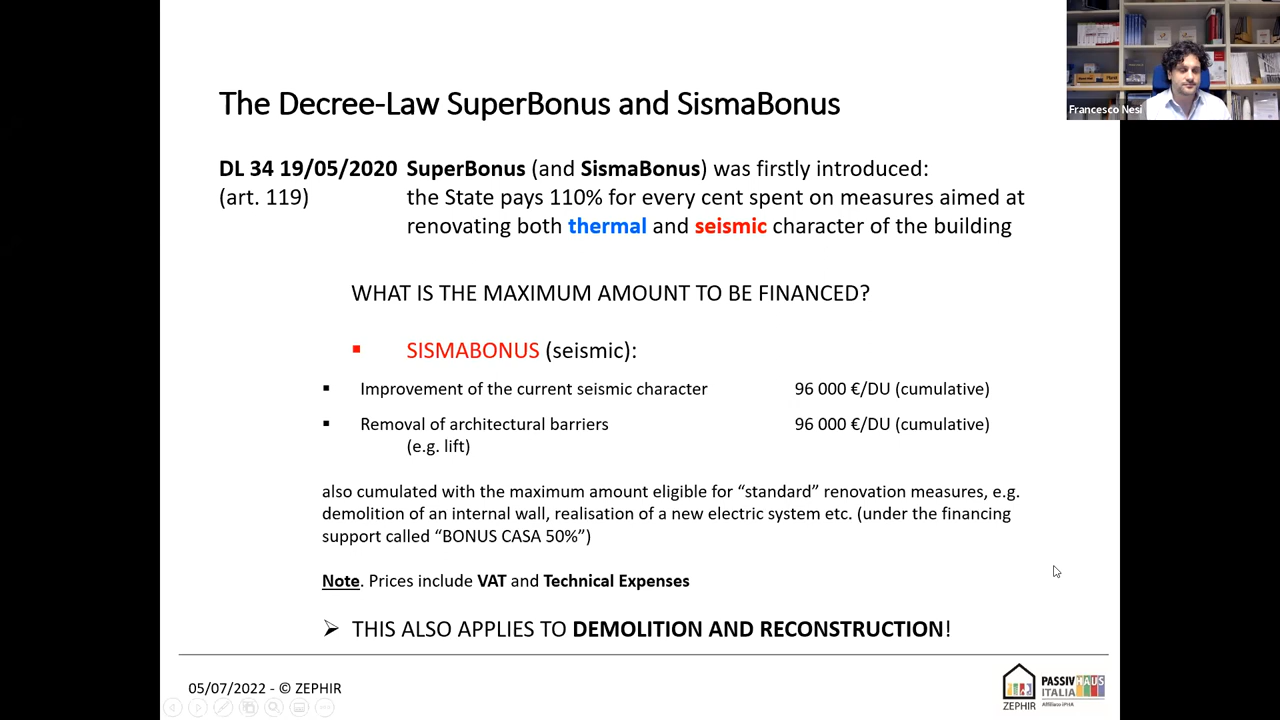 Francesco Nesi
The Decree-Law SuperBonus and SismaBonus
DL 34 19/05/2020 SuperBonus (and SismaBonus) was firstly introduced:
(art. 119) the State pays 110% for every cent spent on measures aimed at
renovating both thermal and seismic character of the building
WHAT IS THE MAXIMUM AMOUNT TO BE FINANCED?
▪ SISMABONUS (seismic):
▪ Improvement of the current seismic character 96 000 €/DU (cumulative)
▪ Removal of architectural barriers 96 000 €/DU (cumulative)
(e.g. lift)
also cumulated with the maximum amount eligible for “standard” renovation measures, e.g.
demolition of an internal wall, realisation of a new electric system etc. (under the financing
support called “BONUS CASA 50%”)
Note. Prices include VAT and Technical Expenses
➢ THIS ALSO APPLIES TO DEMOLITION AND RECONSTRUCTION!
05/07/2022 - © ZEPHIR
ZEPHIR
PASSIVHAUS
ITALIA
Affiliato iPHA